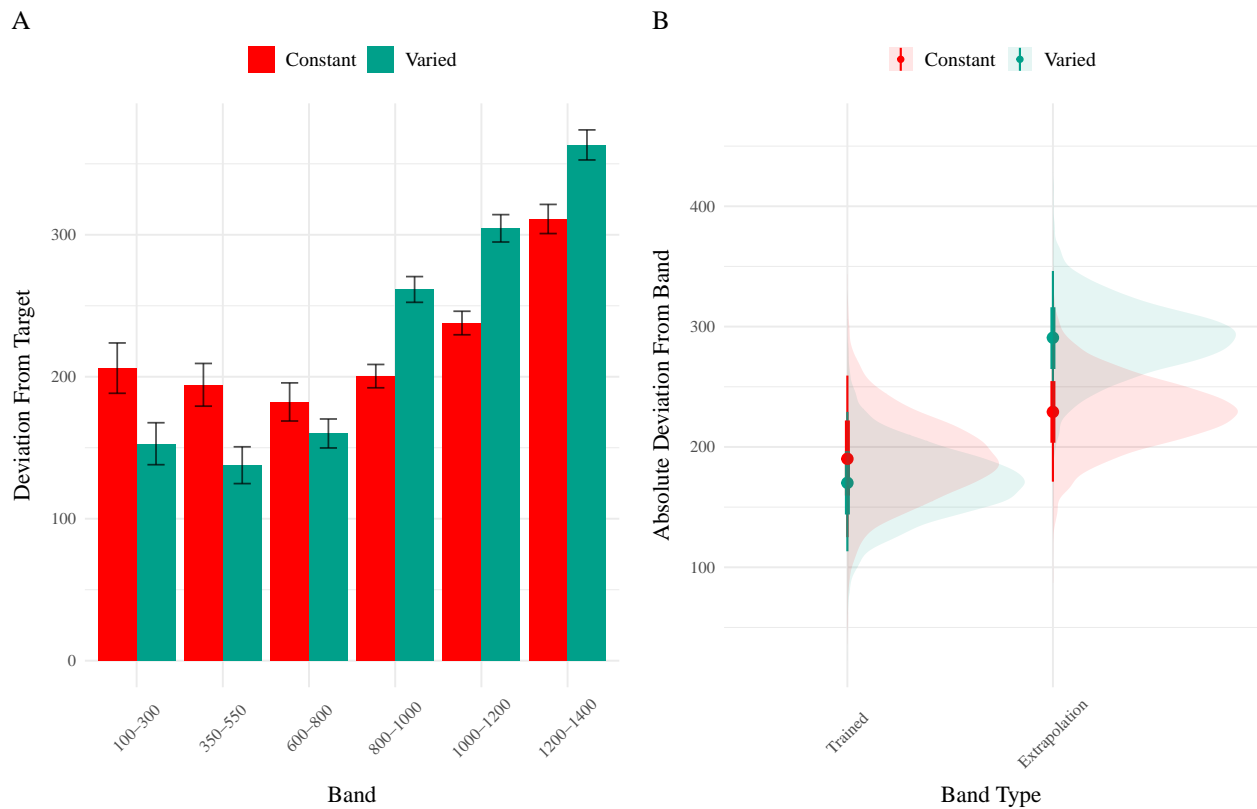 A
Constant
Varied
Deviation From Target
300
200
100
0
100–300
350–550
600–800
800–1000
1000–1200
1200–1400
Band
B
Constant
Varied
Absolute Deviation From Band
400
300
200
100
Trained
Extrapolation
Band Type